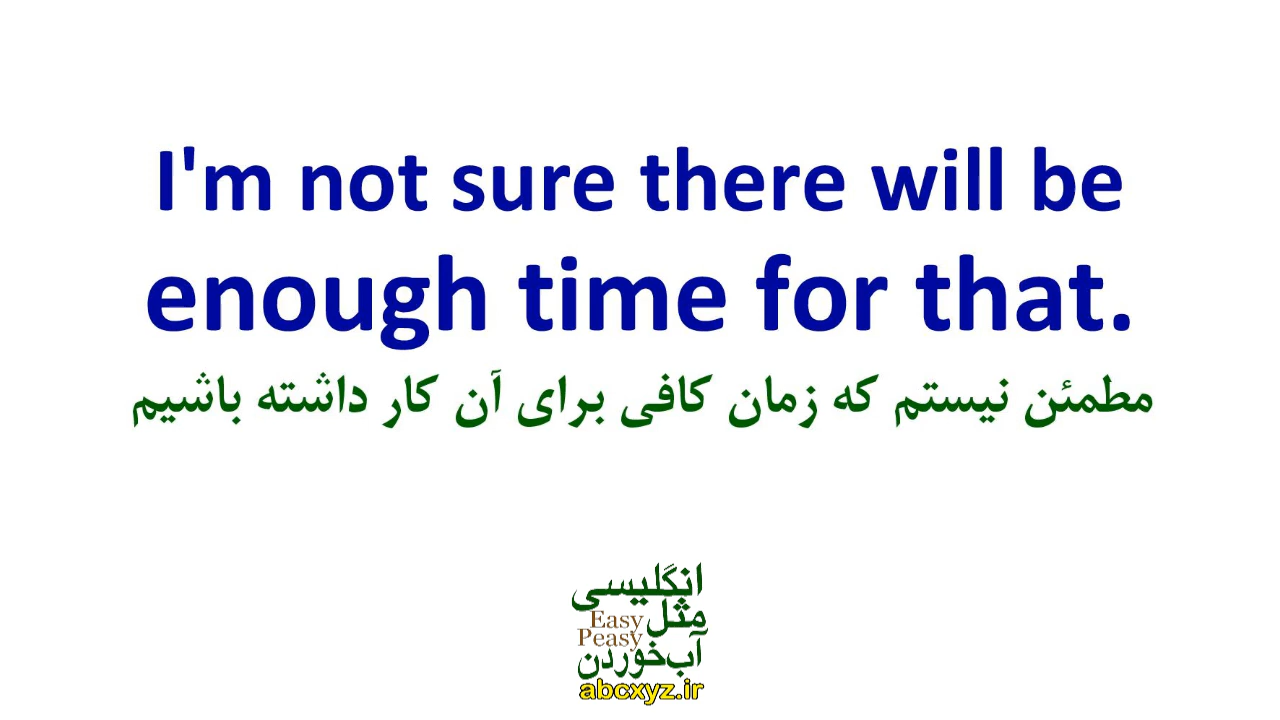 I'm not sure there will be
enough time for that.
مطمئن نیستم که زمان کافی برای آن کار داشته باشیم
انگلیسی
مثل
Easy
Peasy
آب‌خوردن
abcxyz.ir